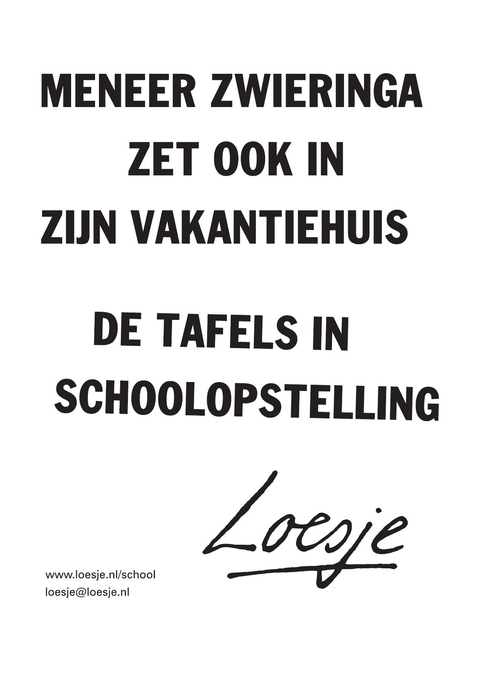 MENEER ZWIERINGA
ZET OOK IN
ZIJN VAKANTIEHUIS
DE TAFELS IN
SCHOOLOPSTELLING
Loesje
www.loesje.nl/school
loesje@loesje.nl